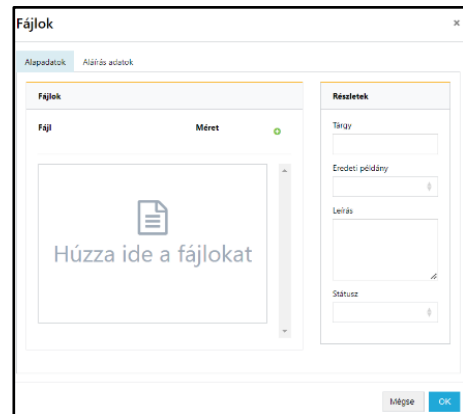 Fájlok
×
Alapadatok Aláírás adatok
Fájlok
Fájl Méret
Húzza ide a fájlokat
Részletek
Tárgy
Eredeti példány
Leírás
Státusz
Mégse OK